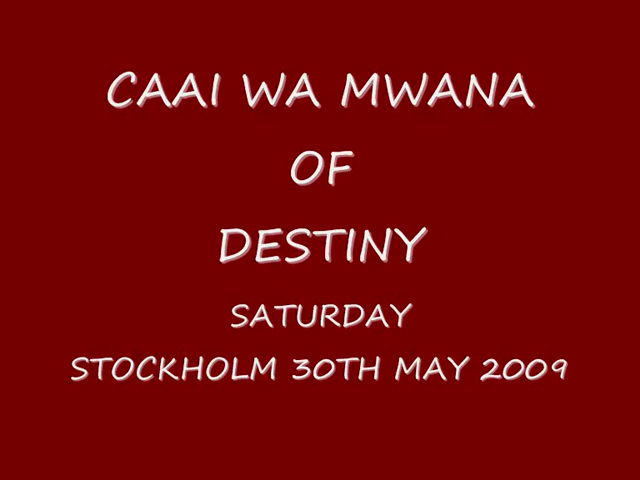 CAAI WA MWANA
OF
DESTINY
SATURDAY
STOCKHOLM 30TH MAY 2009